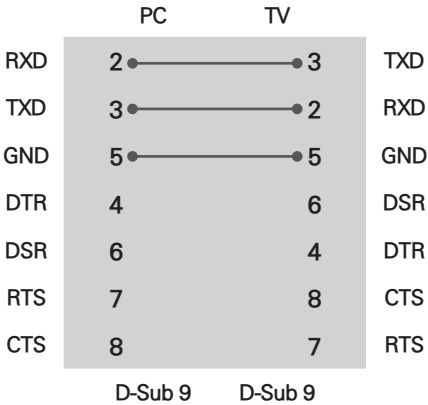 PC TV
RXD 2 3 TXD
TXD 3 2 RXD
GND 5 5 GND
DTR 4 6 DSR
DSR 6 4 DTR
RTS 7 8 CTS
CTS 8 7 RTS
D-Sub 9 D-Sub 9